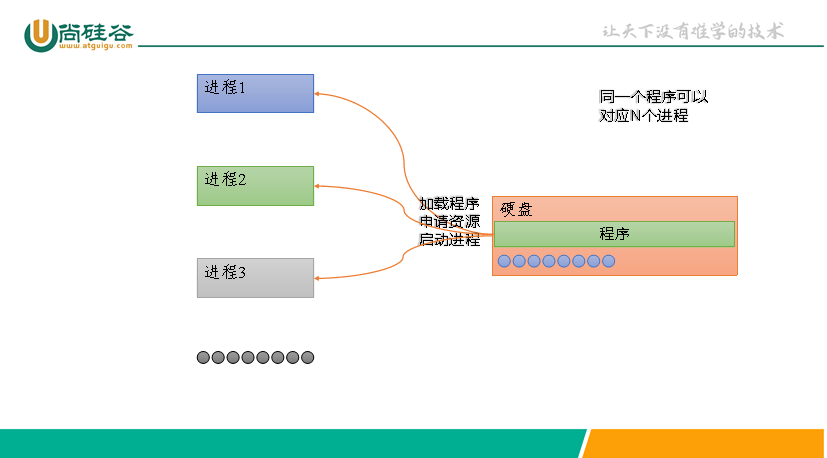 尚硅谷
www.atguigu.com
让天下没有难学的技术
进程1
同一个程序可以
对应N个进程
进程2
加载程序
申请资源
启动进程
硬盘
程序
进程3